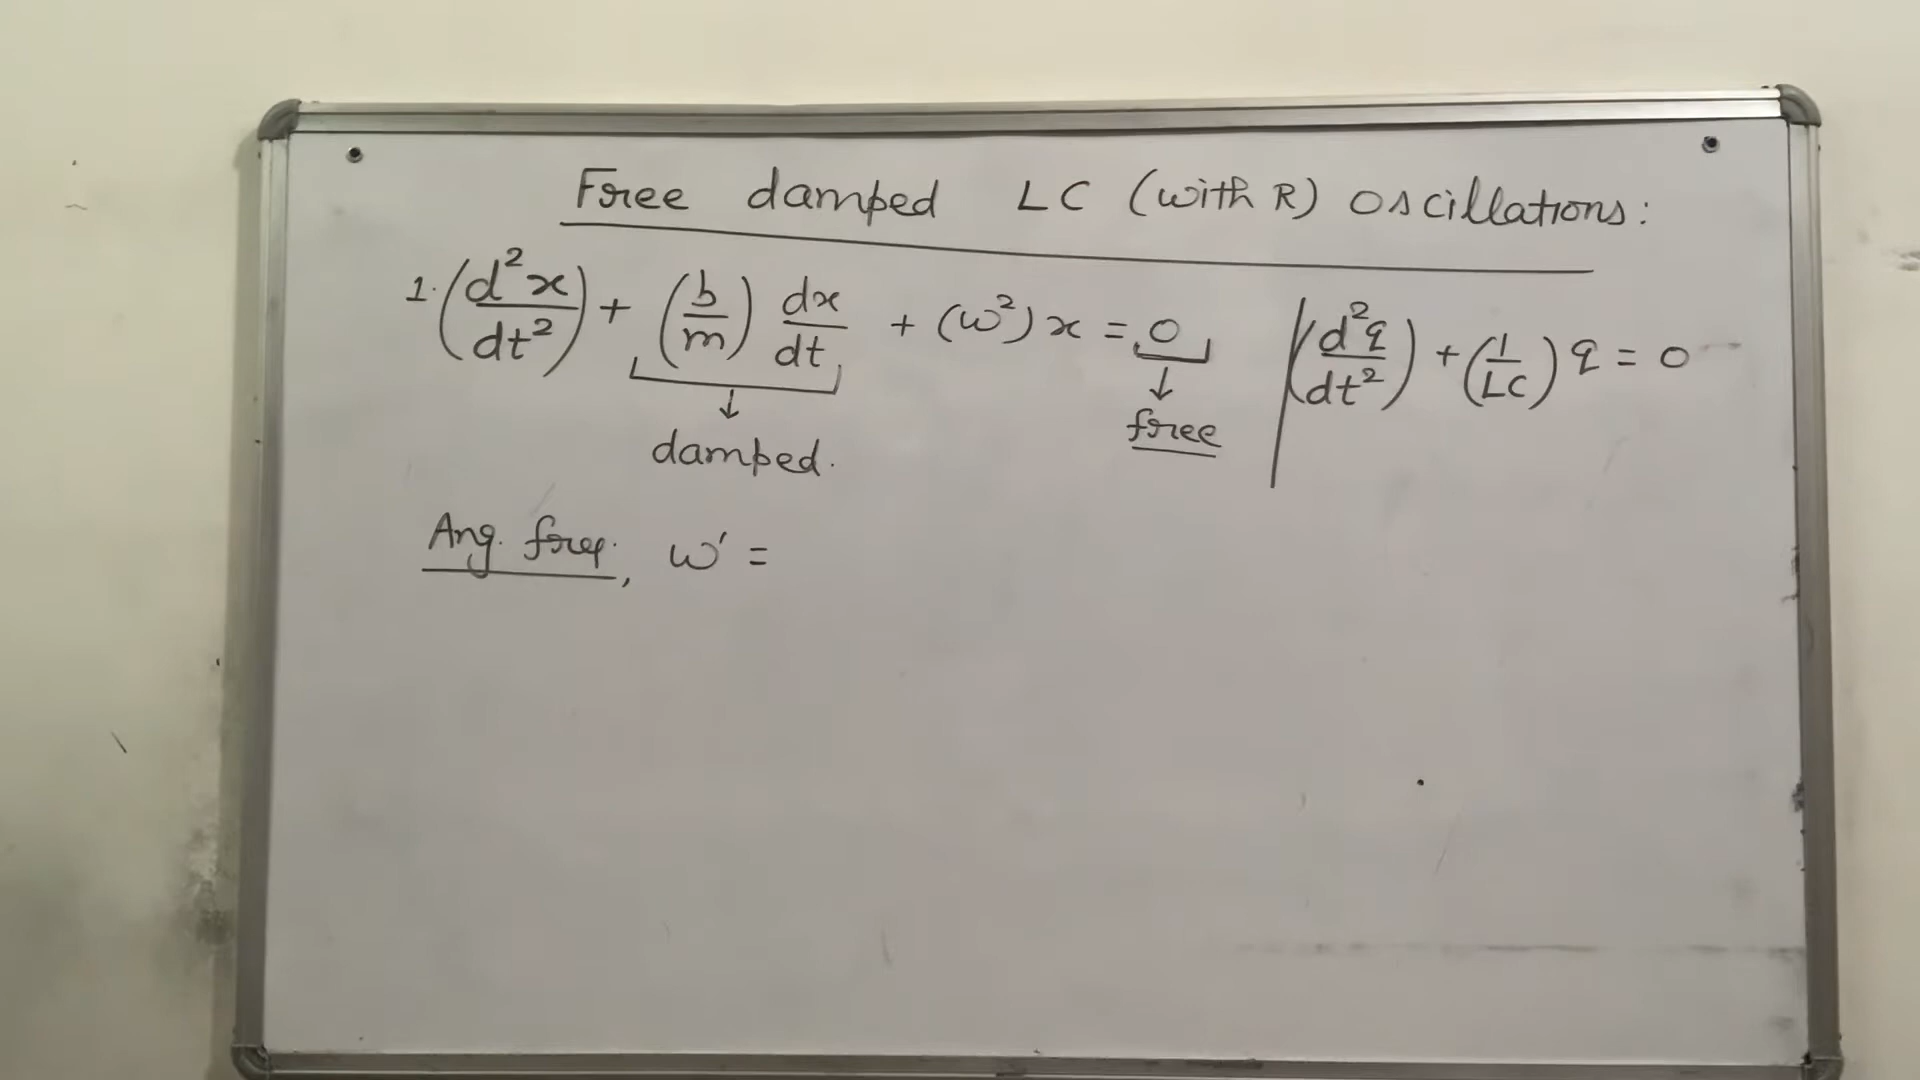 Free damped LC (with R) oscillations:
1. (d²x/dt²) + (b/m) dx/dt + (ω²) x = 0 | (d²q/dt²) + (1/LC) q = 0
↓ damped. ↓ free
Ang. freq., ω' =